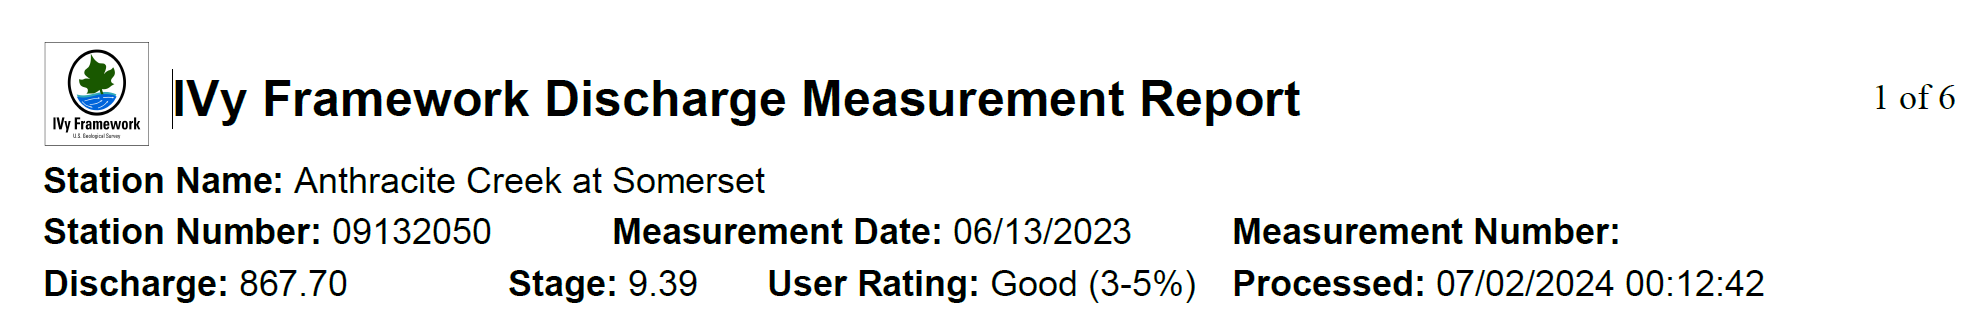 IVy Framework
U.S. Geological Survey
IVy Framework Discharge Measurement Report
1 of 6
Station Name: Anthracite Creek at Somerset
Station Number: 09132050 Measurement Date: 06/13/2023 Measurement Number:
Discharge: 867.70 Stage: 9.39 User Rating: Good (3-5%) Processed: 07/02/2024 00:12:42